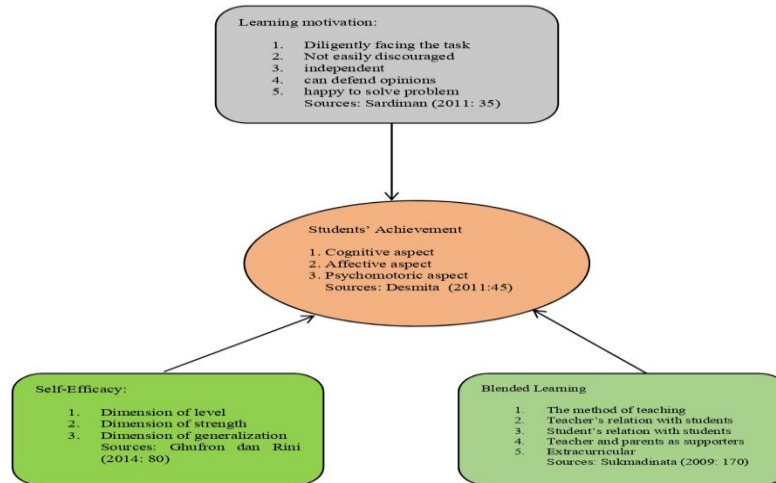 Learning motivation:
1. Diligently facing the task
2. Not easily discouraged
3. independent
4. can defend opinions
5. happy to solve problem
Sources: Sardiman (2011: 35)
Students' Achievement
1. Cognitive aspect
2. Affective aspect
3. Psychomotoric aspect
Sources: Desmita (2011:45)
Self-Efficacy:
1. Dimension of level
2. Dimension of strength
3. Dimension of generalization
Sources: Ghufron dan Rini
(2014: 80)
Blended Learning
1. The method of teaching
2. Teacher's relation with students
3. Student's relation with students
4. Teacher and parents as supporters
5. Extracurricular
Sources: Sukmadinata (2009: 170)